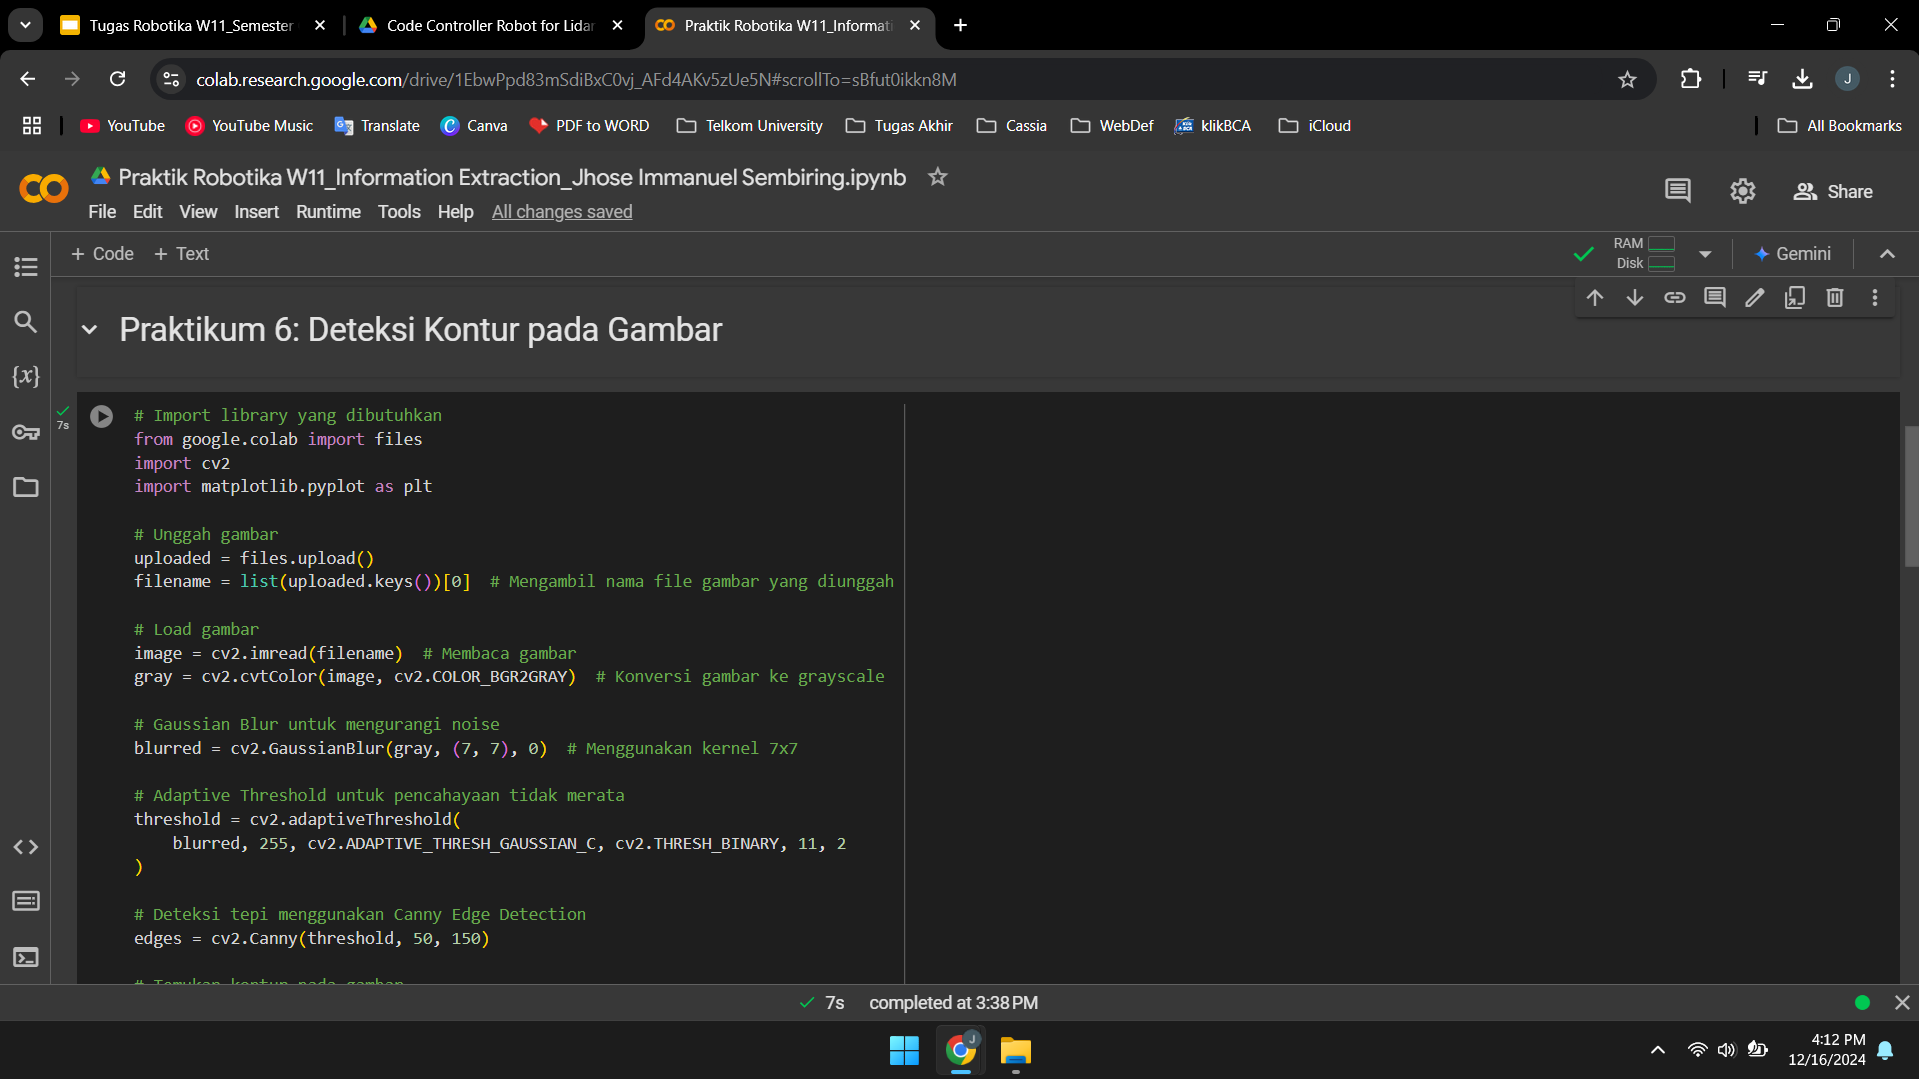 Tugas Robotika W11_Semester
Code Controller Robot for Lidar
Praktik Robotika W11_Informati
colab.research.google.com/drive/1EbwPpd83mSdiBxC0vj_AFd4AKv5zUe5N#scrollTo=sBfut0ikkn8M
J
YouTube
YouTube Music
Translate
Canva
PDF to WORD
Telkom University
Tugas Akhir
Cassia
WebDef
klikBCA
iCloud
All Bookmarks
Praktik Robotika W11_Information Extraction_Jhose Immanuel Sembiring.ipynb
File Edit View Insert Runtime Tools Help All changes saved
Share
+ Code + Text
RAM
Disk
Gemini
Praktikum 6: Deteksi Kontur pada Gambar
{x}
7s
# Import library yang dibutuhkan
from google.colab import files
import cv2
import matplotlib.pyplot as plt
# Unggah gambar
uploaded = files.upload()
filename = list(uploaded.keys())[0]  # Mengambil nama file gambar yang diunggah
# Load gambar
image = cv2.imread(filename)  # Membaca gambar
gray = cv2.cvtColor(image, cv2.COLOR_BGR2GRAY)  # Konversi gambar ke grayscale
# Gaussian Blur untuk mengurangi noise
blurred = cv2.GaussianBlur(gray, (7, 7), 0)  # Menggunakan kernel 7x7
# Adaptive Threshold untuk pencahayaan tidak merata
threshold = cv2.adaptiveThreshold(
    blurred, 255, cv2.ADAPTIVE_THRESH_GAUSSIAN_C, cv2.THRESH_BINARY, 11, 2
)
# Deteksi tepi menggunakan Canny Edge Detection
edges = cv2.Canny(threshold, 50, 150)
# Temukan kontur pada gambar
7s completed at 3:38 PM
J
4:12 PM
12/16/2024